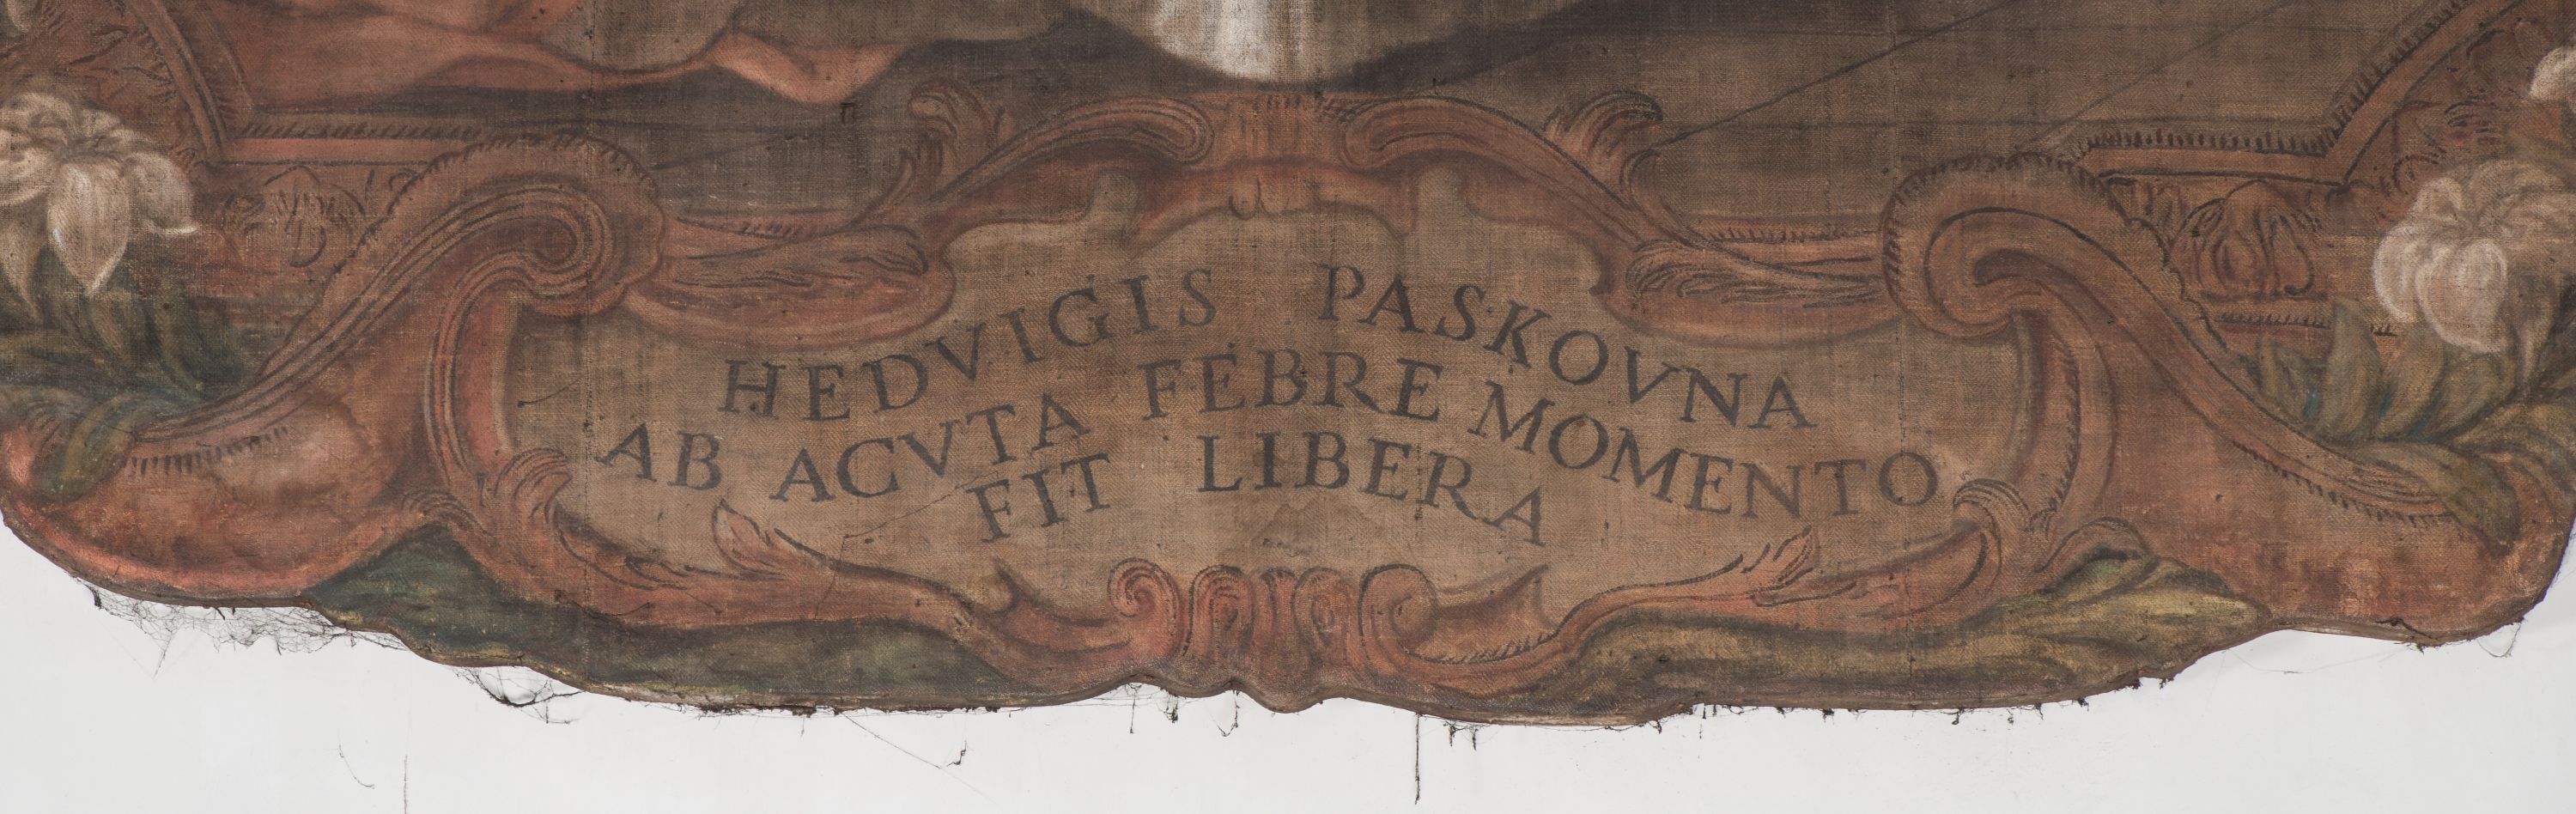 HEDVIGIS PASKOVNA
AB ACVTA FEBRE MOMENTO
FIT LIBERA